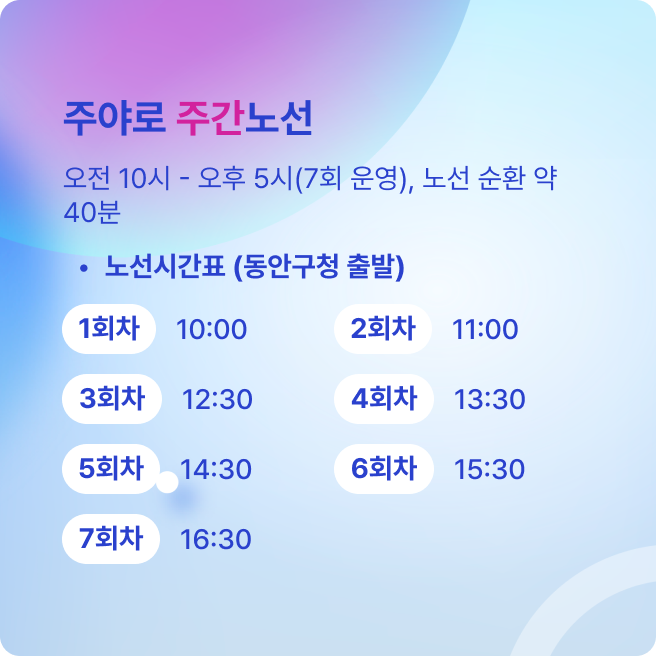 주야로 주간노선
오전 10시 - 오후 5시(7회 운영), 노선 순환 약
40분
• 노선시간표 (동안구청 출발)
1회차 10:00 2회차 11:00
3회차 12:30 4회차 13:30
5회차 14:30 6회차 15:30
7회차 16:30